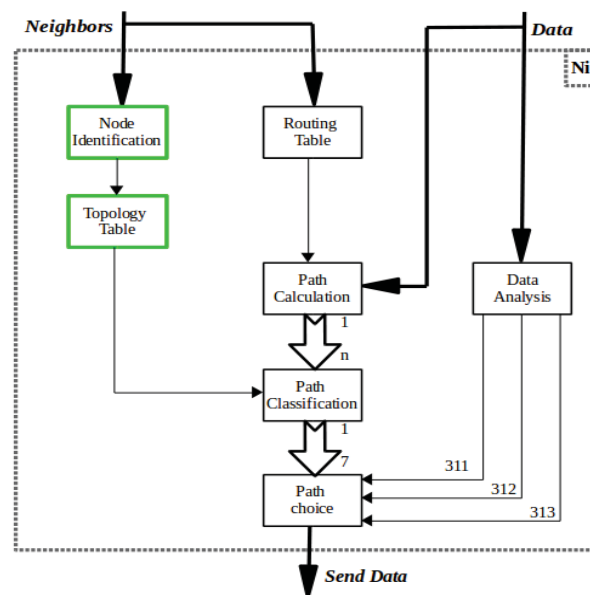 Neighbors
Data
Ni
Node
Identification
Routing
Table
Topology
Table
Path
Calculation
Data
Analysis
1
n
Path
Classification
1
7
311
Path
choice
312
313
Send Data